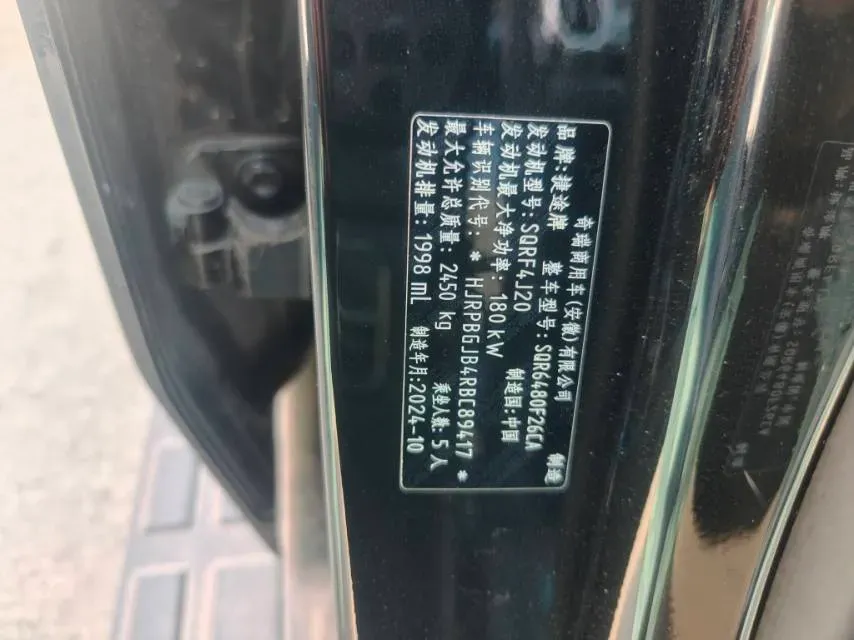 奇瑞商用车(安徽)有限公司 制造
品牌:捷途牌 整车型号:SQR6480F26CA
发动机型号:SQRF4J20 制造国:中国
发动机最大净功率: 180 kW
车辆识别代号: * HJRPBGJB4RBC89417 *
最大允许总质量: 2450 kg 乘坐人数: 5 人
发动机排量: 1998 mL 制造年月:2024-10